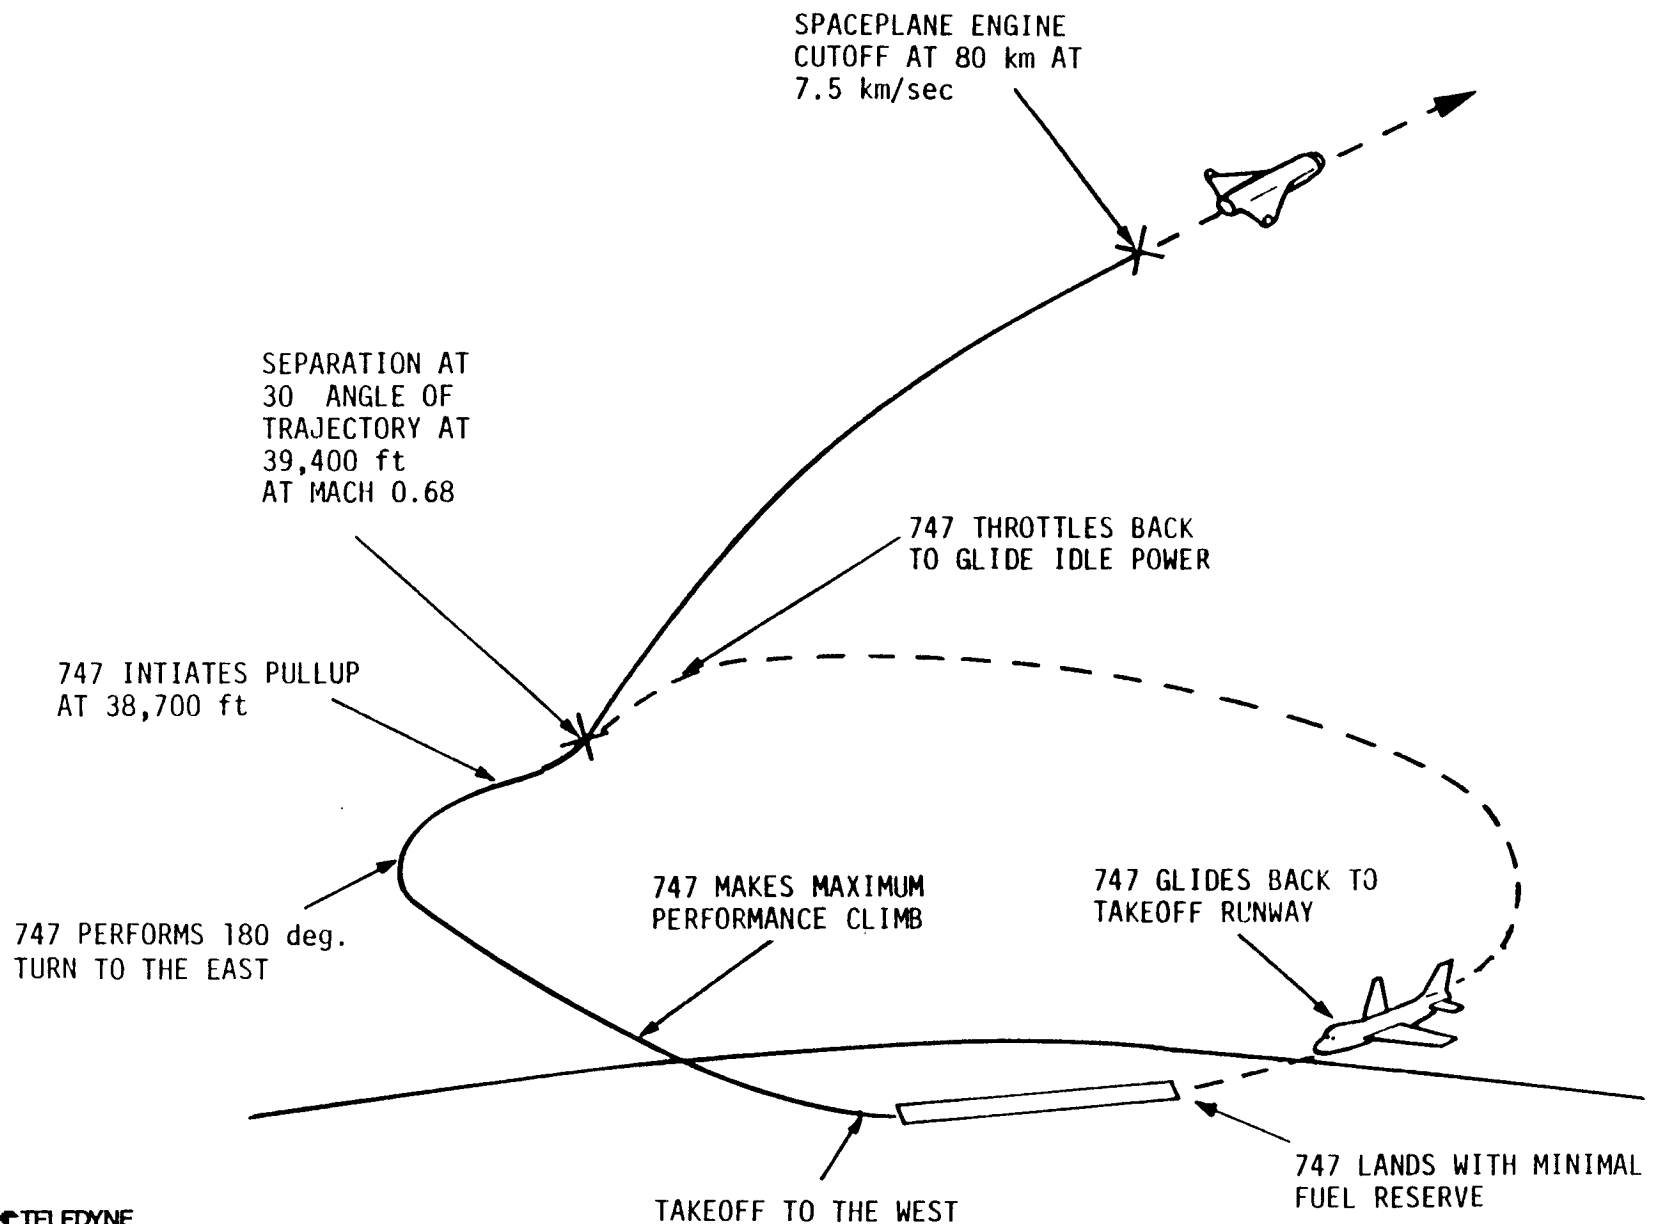 SPACEPLANE ENGINE
CUTOFF AT 80 km AT
7.5 km/sec
SEPARATION AT
30 ANGLE OF
TRAJECTORY AT
39,400 ft
AT MACH 0.68
747 THROTTLES BACK
TO GLIDE IDLE POWER
747 INTIATES PULLUP
AT 38,700 ft
747 MAKES MAXIMUM
PERFORMANCE CLIMB
747 GLIDES BACK TO
TAKEOFF RUNWAY
747 PERFORMS 180 deg.
TURN TO THE EAST
747 LANDS WITH MINIMAL
FUEL RESERVE
TAKEOFF TO THE WEST
TELEDYNE